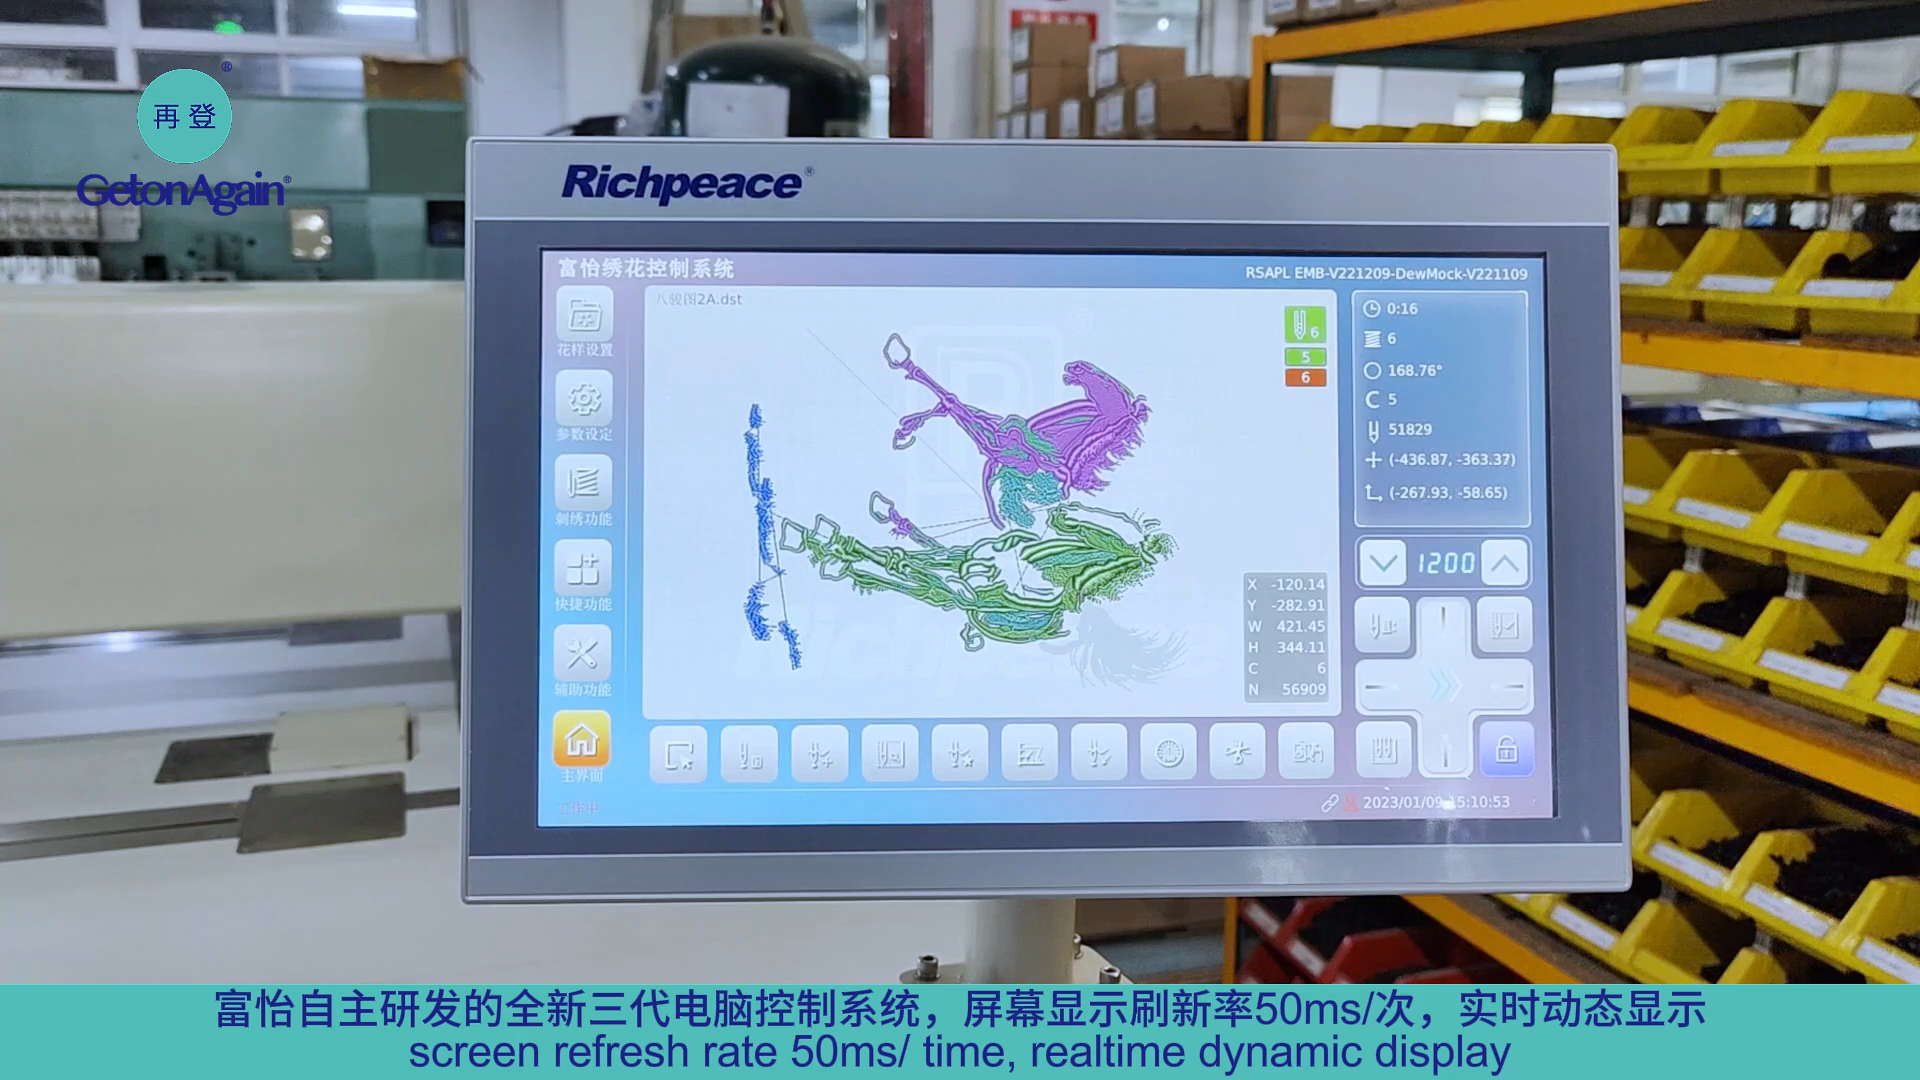 ®
再登
GetonAgain®
Richpeace®
富怡绣花控制系统
RSAPL EMB-V221209-DewMock-V221109
八骏图2A.dst
花样设置
参数设定
刺绣功能
快捷功能
辅助功能
主界面
工作中
6
5
6
0:16
6
168.76°
C 5
51829
(-436.87, -363.37)
(-267.93, -58.65)
1200
X -120.14
Y -282.91
W 421.45
H 344.11
C 6
N 56909
2023/01/09 15:10:53
富怡自主研发的全新三代电脑控制系统，屏幕显示刷新率50ms/次，实时动态显示
screen refresh rate 50ms/ time, realtime dynamic display